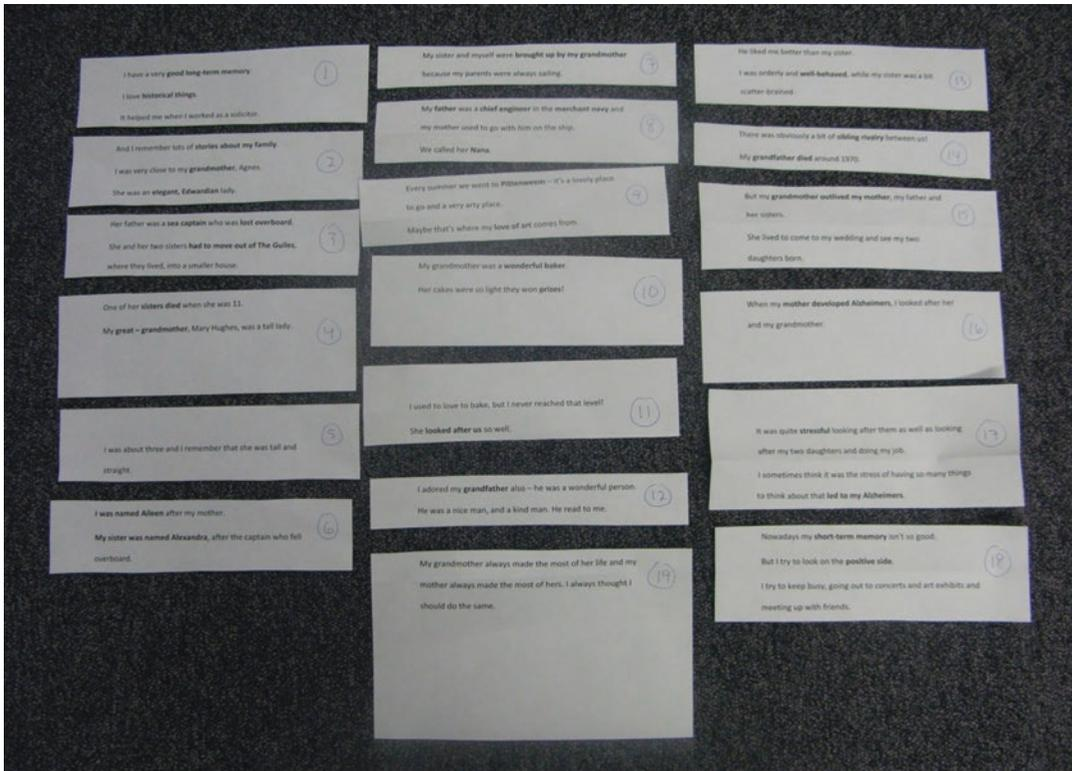 I have a very good long-term memory.
I love historical things.
It helped me when I worked as a solicitor.
1
And I remember lots of stories about my family.
I was very close to my grandmother, Agnes.
She was an elegant, Edwardian lady.
2
Her father was a sea captain who was lost overboard.
She and her two sisters had to move out of The Gulles,
where they lived, into a smaller house.
3
One of her sisters died when she was 11.
My great – grandmother, Mary Hughes, was a tall lady.
4
I was about three and I remember that she was tall and
straight.
5
I was named Aileen after my mother.
My sister was named Alexandra, after the captain who fell
overboard.
6
My sister and myself were brought up by my grandmother
because my parents were always sailing.
7
My father was a chief engineer in the merchant navy and
my mother used to go with him on the ship.
We called her Nana.
8
Every summer we went to Pittenweem – it's a lovely place
to go and a very arty place.
Maybe that's where my love of art comes from.
9
My grandmother was a wonderful baker.
Her cakes were so light they won prizes!
10
I used to love to bake, but I never reached that level!
She looked after us so well.
11
I adored my grandfather also – he was a wonderful person.
He was a nice man, and a kind man. He read to me.
12
He liked me better than my sister.
I was orderly and well-behaved, while my sister was a bit
scatter-brained.
13
There was obviously a bit of sibling rivalry between us!
My grandfather died around 1970.
14
But my grandmother outlived my mother, my father and
her sisters.
She lived to come to my wedding and see my two
daughters born.
15
When my mother developed Alzheimers, I looked after her
and my grandmother.
16
It was quite stressful looking after them as well as looking
after my two daughters and doing my job.
I sometimes think it was the stress of having so many things
to think about that led to my Alzheimers.
17
Nowadays my short-term memory isn't so good.
But I try to look on the positive side.
I try to keep busy, going out to concerts and art exhibits and
meeting up with friends.
18
My grandmother always made the most of her life and my
mother always made the most of hers. I always thought I
should do the same.
19